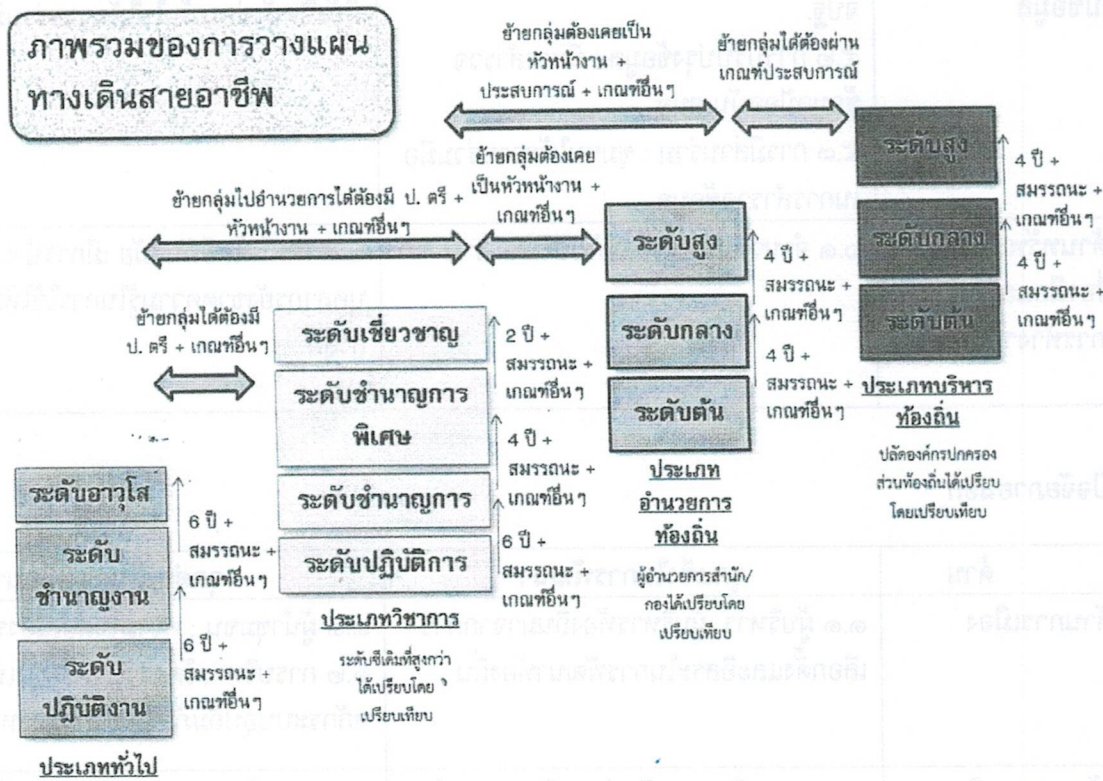 ภาพรวมของการวางแผน
ทางเดินสายอาชีพ
ย้ายกลุ่มต้องเคยเป็น
หัวหน้างาน +
ประสบการณ์ + เกณฑ์อื่นๆ
ย้ายกลุ่มได้ต้องผ่าน
เกณฑ์ประสบการณ์
ย้ายกลุ่มต้องเคย
เป็นหัวหน้างาน +
เกณฑ์อื่นๆ
ย้ายกลุ่มไปอำนวยการได้ต้องมี ป. ตรี +
หัวหน้างาน + เกณฑ์อื่นๆ
ย้ายกลุ่มได้ต้องมี
ป. ตรี + เกณฑ์อื่นๆ
ระดับอาวุโส
ระดับ
ชำนาญงาน
ระดับ
ปฏิบัติงาน
6 ปี +
สมรรถนะ +
เกณฑ์อื่นๆ
6 ปี +
สมรรถนะ +
เกณฑ์อื่นๆ
ประเภททั่วไป
ระดับเชี่ยวชาญ
ระดับชำนาญการ
พิเศษ
ระดับชำนาญการ
ระดับปฏิบัติการ
2 ปี +
สมรรถนะ +
เกณฑ์อื่นๆ
4 ปี +
สมรรถนะ +
เกณฑ์อื่นๆ
6 ปี +
สมรรถนะ +
เกณฑ์อื่นๆ
ประเภทวิชาการ
ระดับซีเดิมที่สูงกว่า
ได้เปรียบโดย
เปรียบเทียบ
ระดับสูง
ระดับกลาง
ระดับต้น
4 ปี +
สมรรถนะ +
เกณฑ์อื่นๆ
4 ปี +
สมรรถนะ +
เกณฑ์อื่นๆ
ประเภท
อำนวยการ
ท้องถิ่น
ผู้อำนวยการสำนัก/
กองได้เปรียบโดย
เปรียบเทียบ
ระดับสูง
ระดับกลาง
ระดับต้น
4 ปี +
สมรรถนะ +
เกณฑ์อื่นๆ
4 ปี +
สมรรถนะ +
เกณฑ์อื่นๆ
ประเภทบริหาร
ท้องถิ่น
ปลัดองค์กรปกครอง
ส่วนท้องถิ่นได้เปรียบ
โดยเปรียบเทียบ